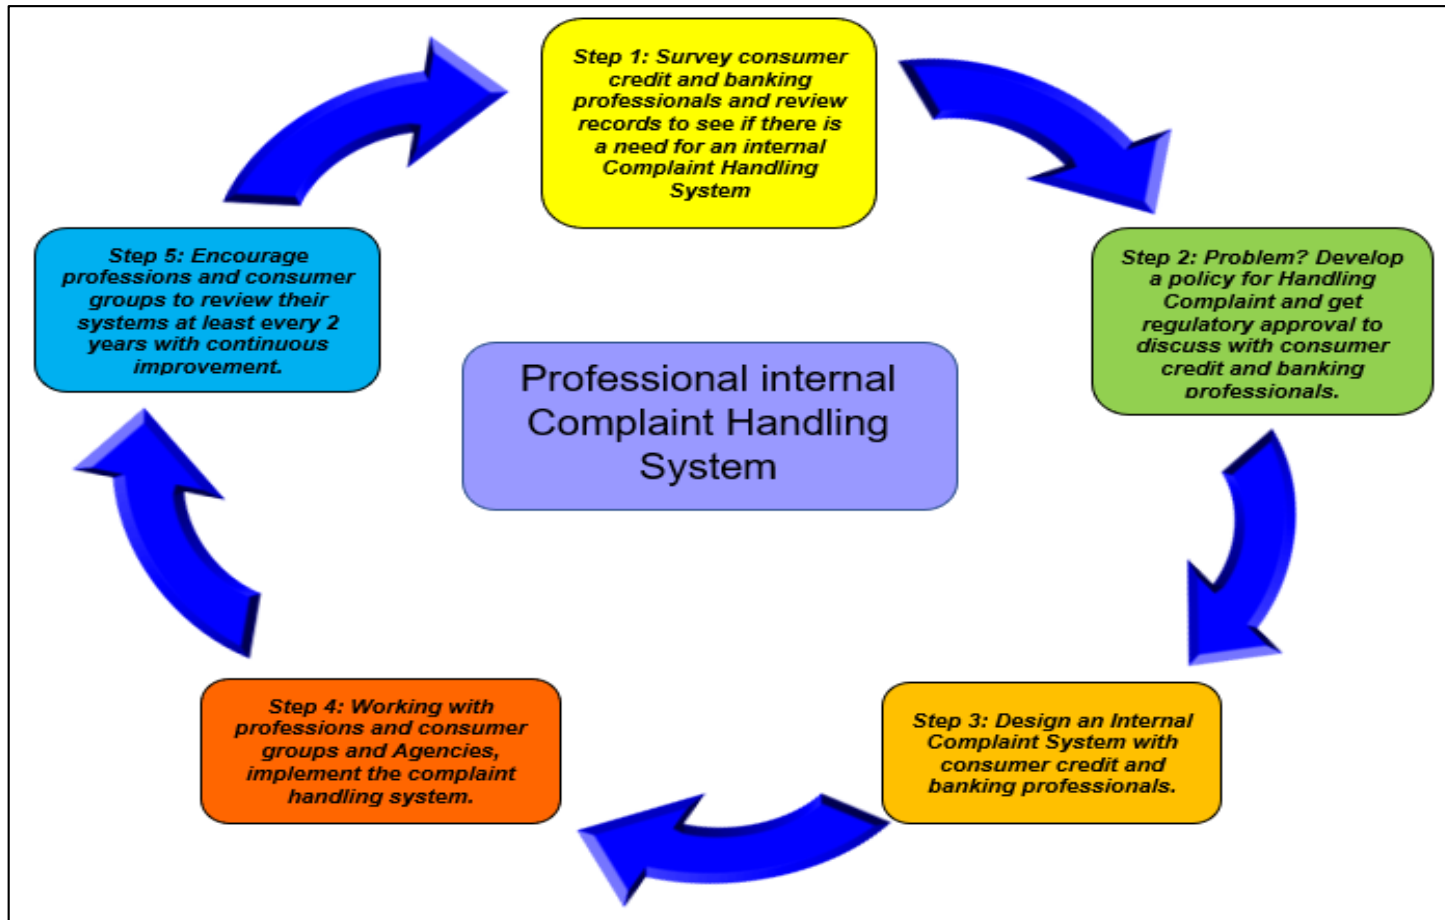 Step 1: Survey consumer
credit and banking
professionals and review
records to see if there is
a need for an internal
Complaint Handling
System
Step 2: Problem? Develop
a policy for Handling
Complaint and get
regulatory approval to
discuss with consumer
credit and banking
professionals.
Step 3: Design an Internal
Complaint System with
consumer credit and
banking professionals.
Step 4: Working with
professions and consumer
groups and Agencies,
implement the complaint
handling system.
Step 5: Encourage
professions and consumer
groups to review their
systems at least every 2
years with continuous
improvement.
Professional internal
Complaint Handling
System